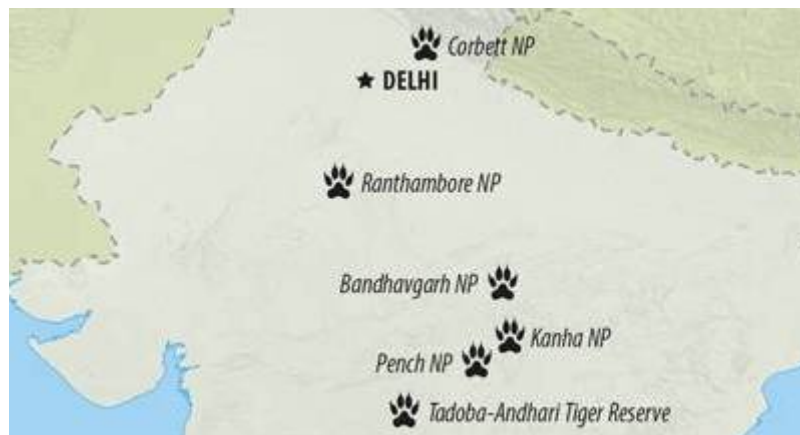 Corbett NP
DELHI
Ranthambore NP
Bandhavgarh NP
Kanha NP
Pench NP
Tadoba-Andhari Tiger Reserve